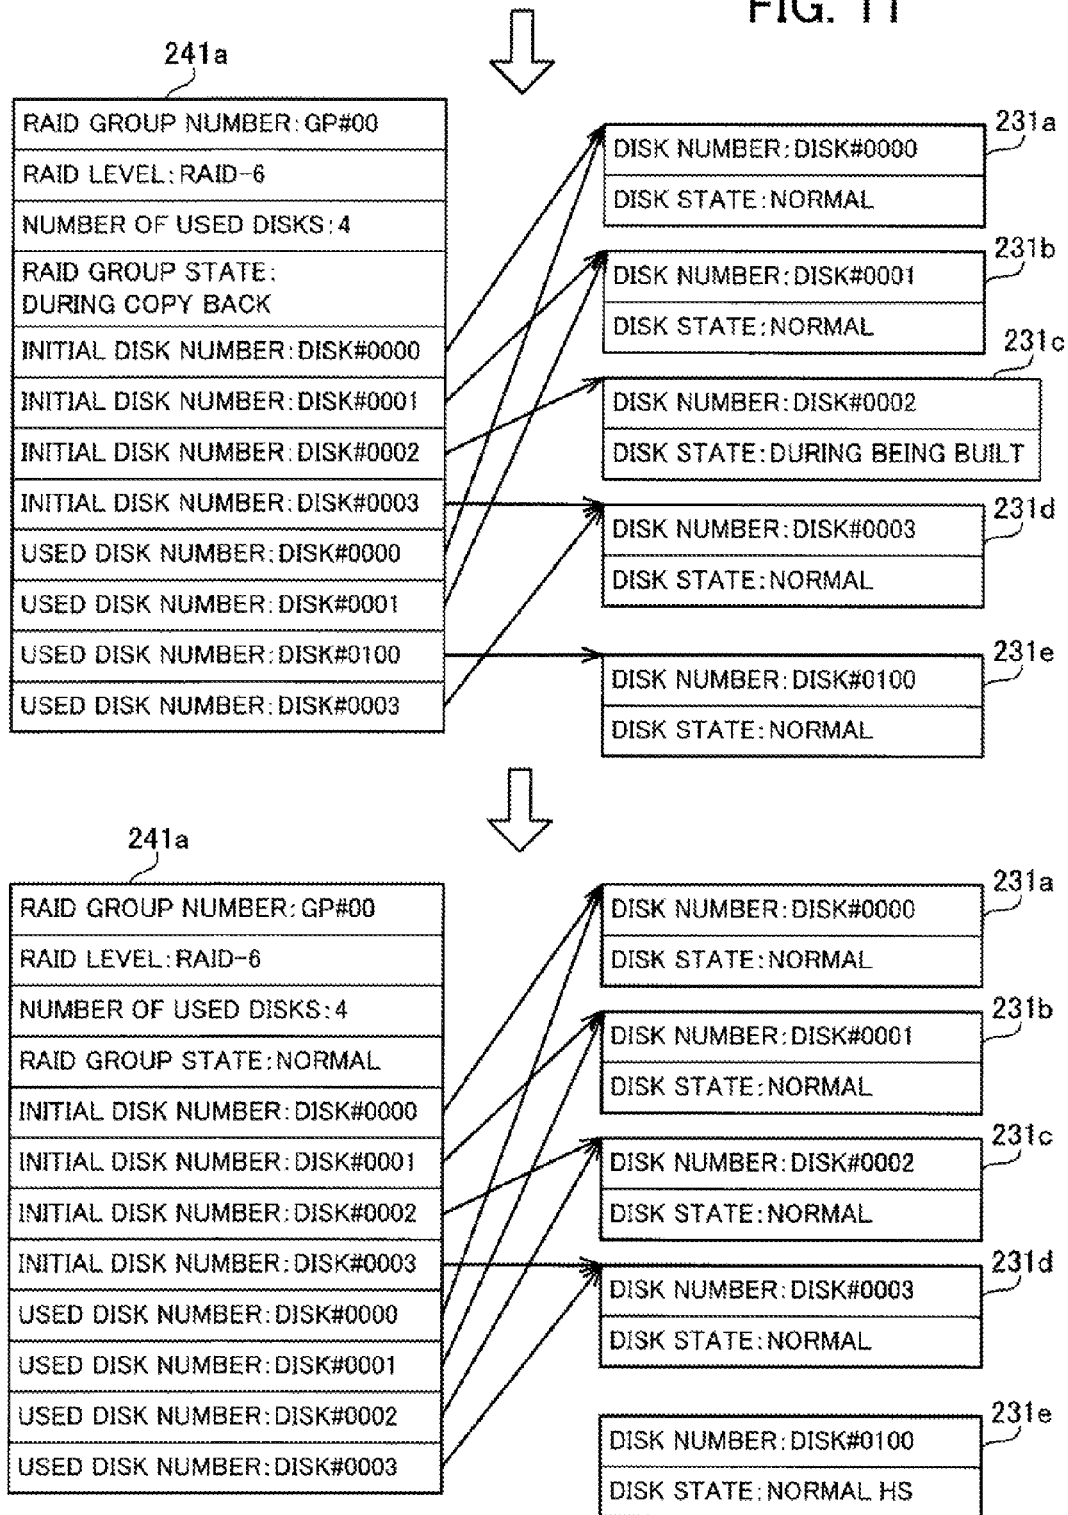 FIG. 11
241a
RAID GROUP NUMBER:GP#00
RAID LEVEL:RAID-6
NUMBER OF USED DISKS:4
RAID GROUP STATE:
DURING COPY BACK
INITIAL DISK NUMBER:DISK#0000
INITIAL DISK NUMBER:DISK#0001
INITIAL DISK NUMBER:DISK#0002
INITIAL DISK NUMBER:DISK#0003
USED DISK NUMBER:DISK#0000
USED DISK NUMBER:DISK#0001
USED DISK NUMBER:DISK#0100
USED DISK NUMBER:DISK#0003
231a
DISK NUMBER:DISK#0000
DISK STATE:NORMAL
231b
DISK NUMBER:DISK#0001
DISK STATE:NORMAL
231c
DISK NUMBER:DISK#0002
DISK STATE:DURING BEING BUILT
231d
DISK NUMBER:DISK#0003
DISK STATE:NORMAL
231e
DISK NUMBER:DISK#0100
DISK STATE:NORMAL
241a
RAID GROUP NUMBER:GP#00
RAID LEVEL:RAID-6
NUMBER OF USED DISKS:4
RAID GROUP STATE:NORMAL
INITIAL DISK NUMBER:DISK#0000
INITIAL DISK NUMBER:DISK#0001
INITIAL DISK NUMBER:DISK#0002
INITIAL DISK NUMBER:DISK#0003
USED DISK NUMBER:DISK#0000
USED DISK NUMBER:DISK#0001
USED DISK NUMBER:DISK#0002
USED DISK NUMBER:DISK#0003
231a
DISK NUMBER:DISK#0000
DISK STATE:NORMAL
231b
DISK NUMBER:DISK#0001
DISK STATE:NORMAL
231c
DISK NUMBER:DISK#0002
DISK STATE:NORMAL
231d
DISK NUMBER:DISK#0003
DISK STATE:NORMAL
231e
DISK NUMBER:DISK#0100
DISK STATE:NORMAL HS